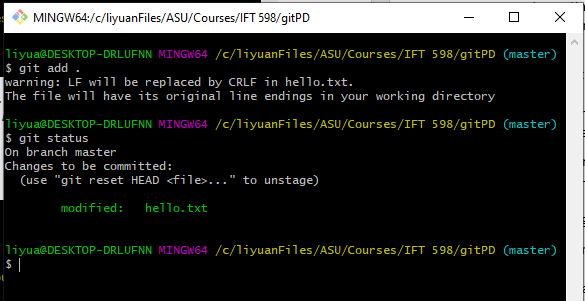 MINGW64:/c/liyuanFiles/ASU/Courses/IFT 598/gitPD
liyua@DESKTOP-DRLUFNN MINGW64 /c/liyuanFiles/ASU/Courses/IFT 598/gitPD (master)
$ git add .
warning: LF will be replaced by CRLF in hello.txt.
The file will have its original line endings in your working directory
liyua@DESKTOP-DRLUFNN MINGW64 /c/liyuanFiles/ASU/Courses/IFT 598/gitPD (master)
$ git status
On branch master
Changes to be committed:
  (use "git reset HEAD <file>..." to unstage)
        modified:   hello.txt
liyua@DESKTOP-DRLUFNN MINGW64 /c/liyuanFiles/ASU/Courses/IFT 598/gitPD (master)
$